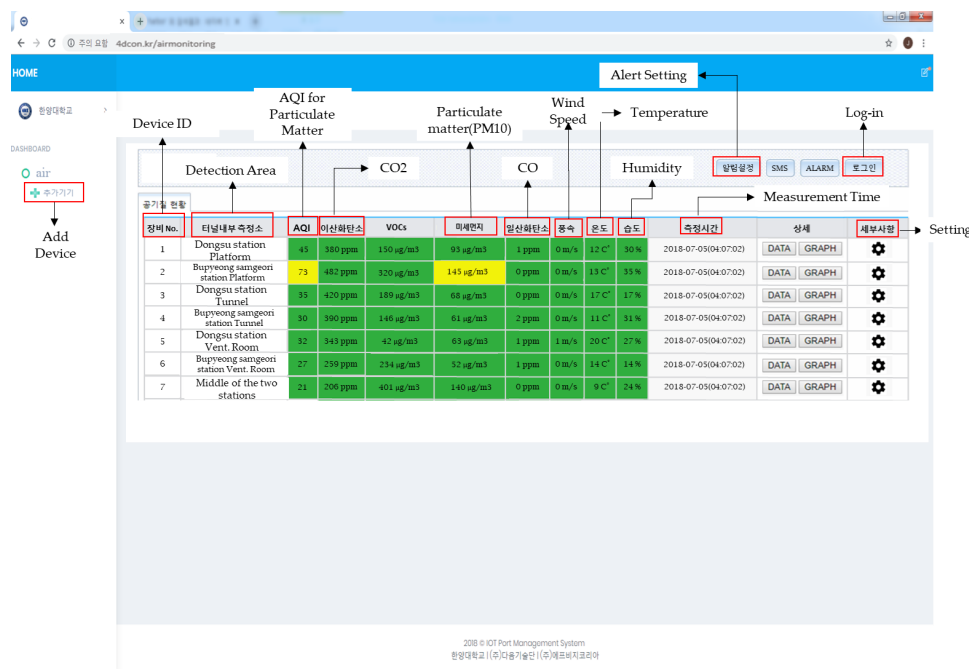 주의 요함 4dcon.kr/airmonitoring
HOME
한양대학교
DASHBOARD
air
추가기기
Add Device
Alert Setting
AQI for Particulate Matter
Particulate matter(PM10)
Wind Speed
Temperature
Log-in
Device ID
Detection Area
CO2
CO
Humidity
알림설정 SMS ALARM 로그인
Measurement Time
공기질 현황
장비 No. 터널내부 측정소 AQI 이산화탄소 VOCs 미세먼지 일산화탄소 풍속 온도 습도 측정시간 상세 세부사항
Setting
1 Dongsu station Platform 45 380 ppm 150 µg/m3 93 µg/m3 1 ppm 0 m/s 12 C˚ 30 % 2018-07-05(04:07:02) DATA GRAPH
2 Bupyeong samgeori station Platform 73 482 ppm 320 µg/m3 145 µg/m3 0 ppm 0 m/s 13 C˚ 35 % 2018-07-05(04:07:02) DATA GRAPH
3 Dongsu station Tunnel 35 420 ppm 189 µg/m3 68 µg/m3 0 ppm 0 m/s 17 C˚ 17 % 2018-07-05(04:07:02) DATA GRAPH
4 Bupyeong samgeori station Tunnel 30 390 ppm 146 µg/m3 61 µg/m3 2 ppm 0 m/s 11 C˚ 31 % 2018-07-05(04:07:02) DATA GRAPH
5 Dongsu station Vent. Room 32 343 ppm 42 µg/m3 63 µg/m3 1 ppm 1 m/s 20 C˚ 27 % 2018-07-05(04:07:02) DATA GRAPH
6 Bupyeong samgeori station Vent. Room 27 259 ppm 234 µg/m3 52 µg/m3 1 ppm 0 m/s 14 C˚ 14 % 2018-07-05(04:07:02) DATA GRAPH
7 Middle of the two stations 21 206 ppm 401 µg/m3 140 µg/m3 0 ppm 0 m/s 9 C˚ 24 % 2018-07-05(04:07:02) DATA GRAPH
2018 © IOT Port Management System
한양대학교 | (주)다음기술단 | (주)에프비지코리아